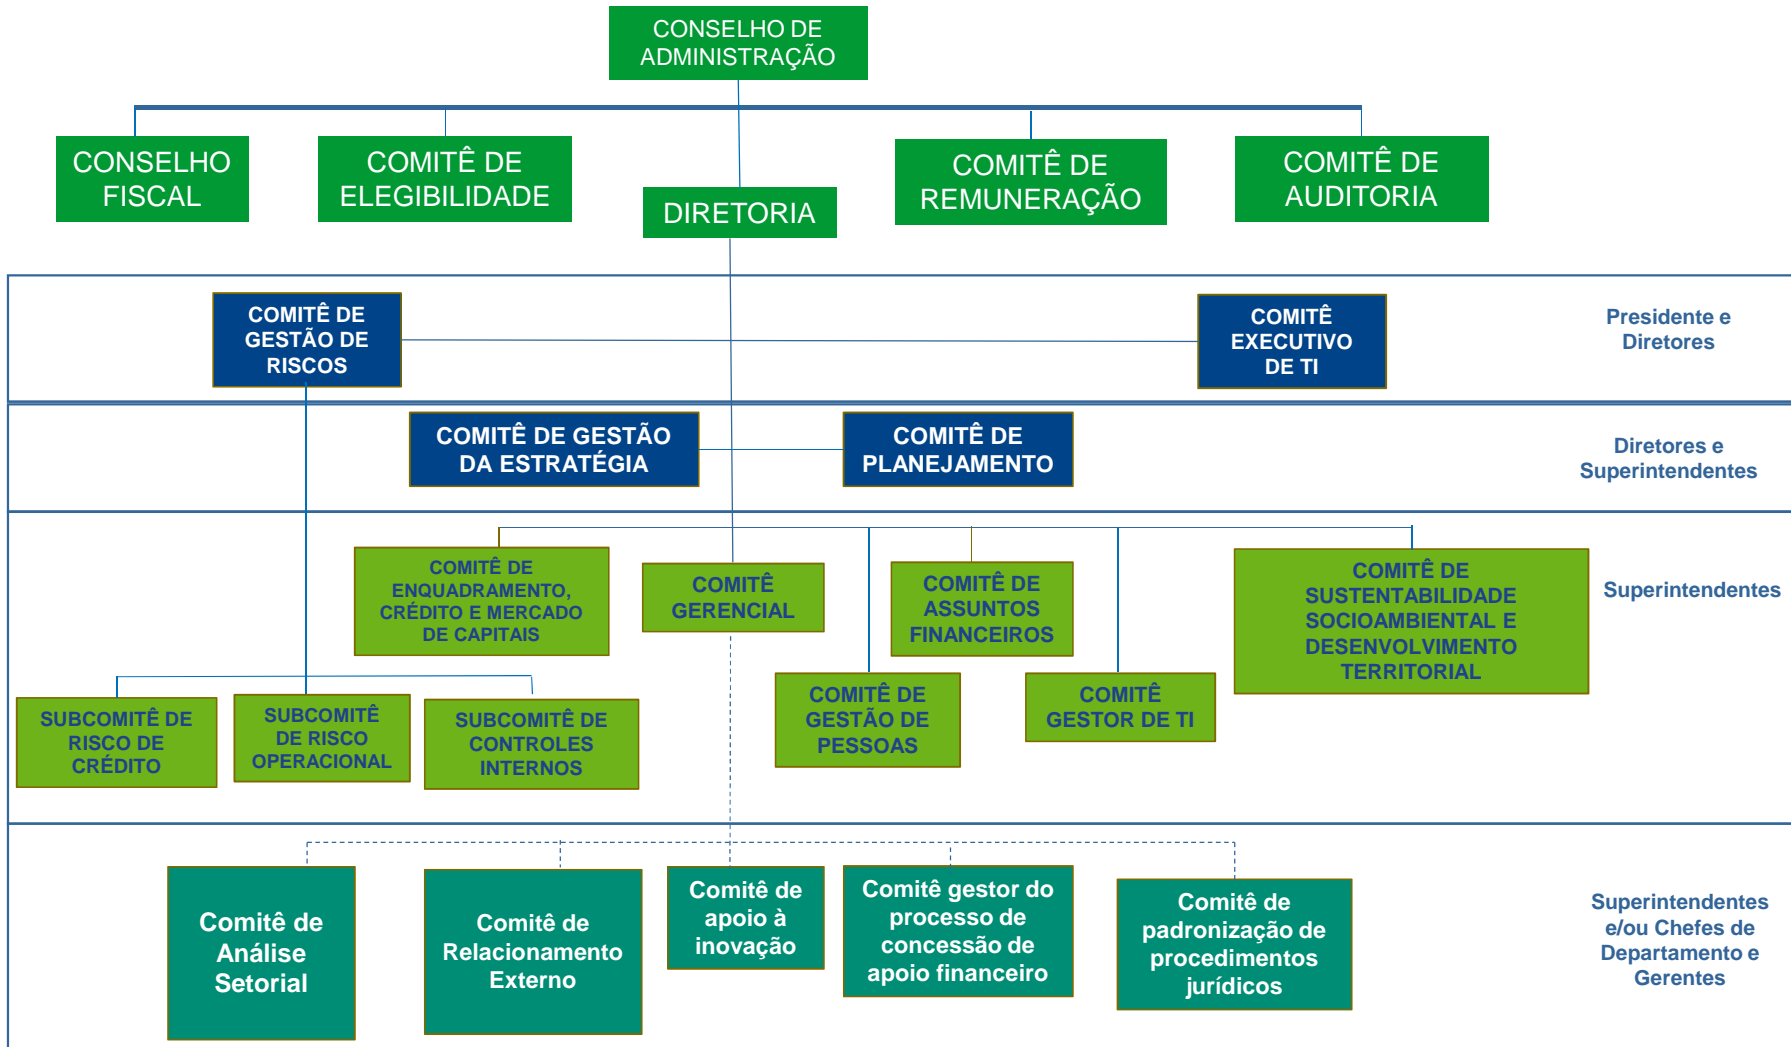 CONSELHO DE
ADMINISTRAÇÃO
CONSELHO
FISCAL
COMITÊ DE
ELEGIBILIDADE
DIRETORIA
COMITÊ DE
REMUNERAÇÃO
COMITÊ DE
AUDITORIA
COMITÊ DE
GESTÃO DE
RISCOS
COMITÊ
EXECUTIVO
DE TI
Presidente e
Diretores
COMITÊ DE GESTÃO
DA ESTRATÉGIA
COMITÊ DE
PLANEJAMENTO
Diretores e
Superintendentes
COMITÊ DE
ENQUADRAMENTO,
CRÉDITO E MERCADO
DE CAPITAIS
COMITÊ
GERENCIAL
COMITÊ DE
ASSUNTOS
FINANCEIROS
COMITÊ DE
SUSTENTABILIDADE
SOCIOAMBIENTAL E
DESENVOLVIMENTO
TERRITORIAL
Superintendentes
SUBCOMITÊ DE
RISCO DE
CRÉDITO
SUBCOMITÊ
DE RISCO
OPERACIONAL
SUBCOMITÊ DE
CONTROLES
INTERNOS
COMITÊ DE
GESTÃO DE
PESSOAS
COMITÊ
GESTOR DE TI
Comitê de
Análise
Setorial
Comitê de
Relacionamento
Externo
Comitê de
apoio à
inovação
Comitê gestor do
processo de
concessão de
apoio financeiro
Comitê de
padronização de
procedimentos
jurídicos
Superintendentes
e/ou Chefes de
Departamento e
Gerentes